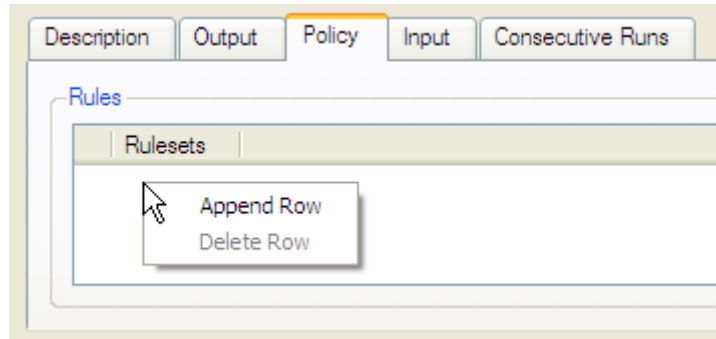 Description Output Policy Input Consecutive Runs
Rules
Rulesets
Append Row
Delete Row